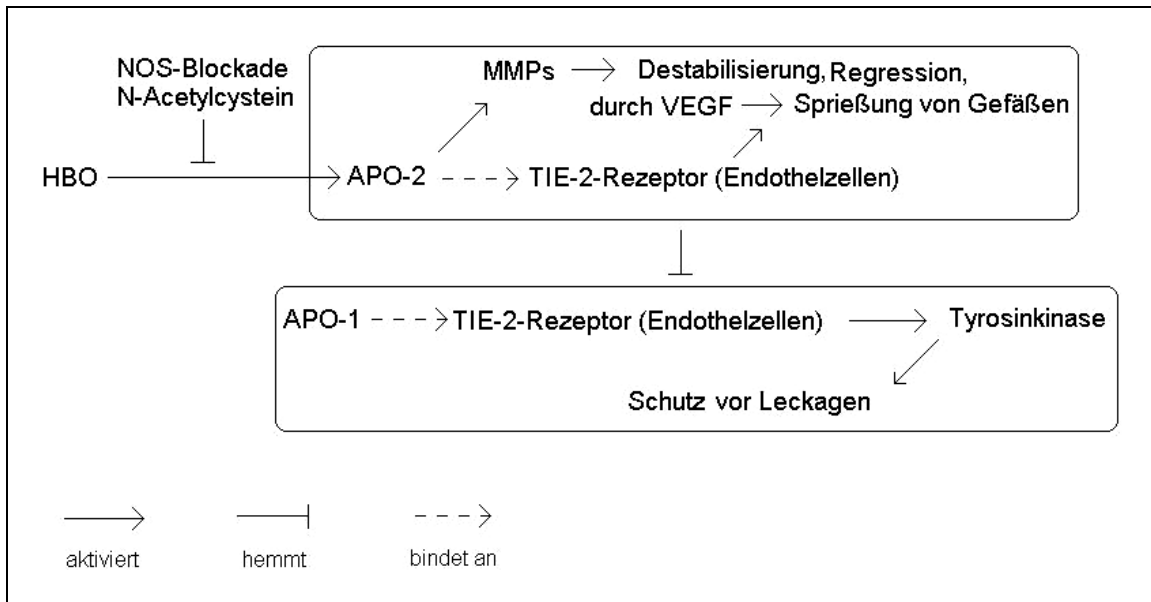 NOS-Blockade
N-Acetylcystein
MMPs
Destabilisierung, Regression,
durch VEGF
Sprießung von Gefäßen
HBO
APO-2
TIE-2-Rezeptor (Endothelzellen)
APO-1
TIE-2-Rezeptor (Endothelzellen)
Tyrosinkinase
Schutz vor Leckagen
aktiviert
hemmt
bindet an